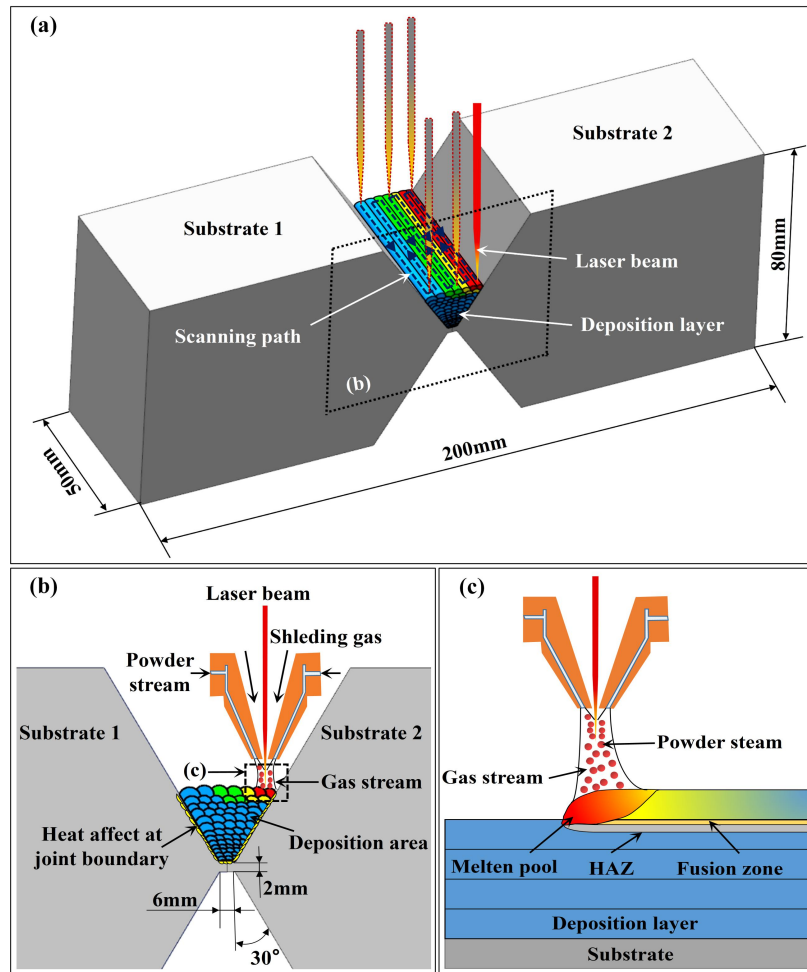 (a)
Substrate 2
Substrate 1
Laser beam
80mm
Scanning path
Deposition layer
(b)
200mm
50mm
(b)
Laser beam
Shleding gas
Powder
stream
Substrate 1
Substrate 2
(c)
Gas stream
Heat affect at
joint boundary
Deposition area
6mm
2mm
30°
(c)
Powder steam
Gas stream
Melten pool
HAZ
Fusion zone
Deposition layer
Substrate